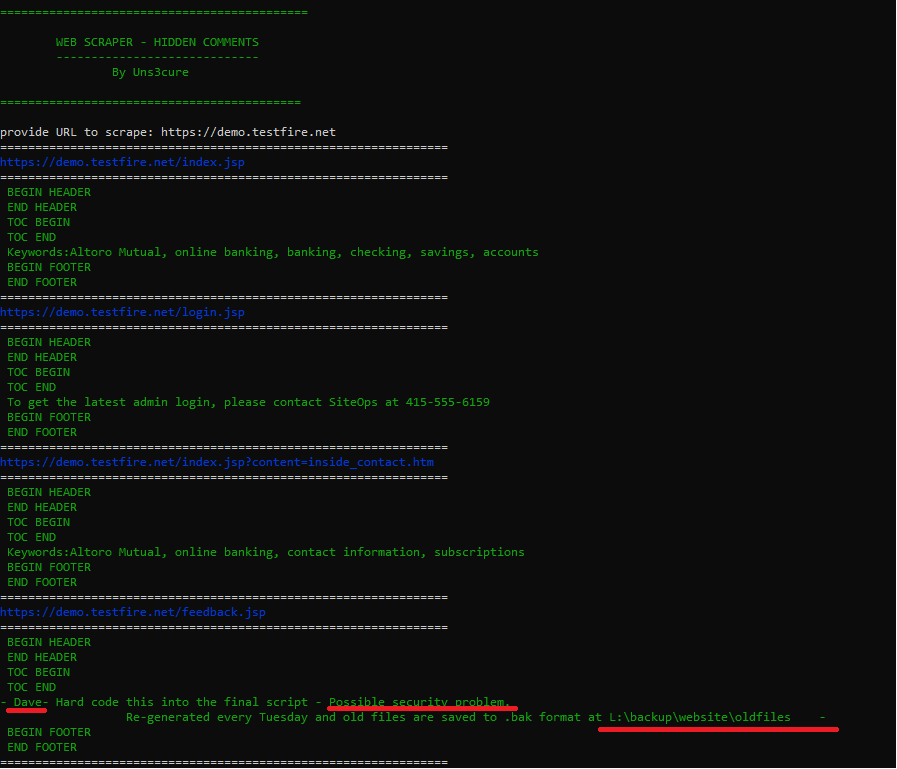 ============================================
WEB SCRAPER - HIDDEN COMMENTS
-----------------------------
By Uns3cure
===========================================
provide URL to scrape: https://demo.testfire.net
================================================================
https://demo.testfire.net/index.jsp
================================================================
BEGIN HEADER
END HEADER
TOC BEGIN
TOC END
Keywords:Altoro Mutual, online banking, banking, checking, savings, accounts
BEGIN FOOTER
END FOOTER
================================================================
https://demo.testfire.net/login.jsp
================================================================
BEGIN HEADER
END HEADER
TOC BEGIN
TOC END
To get the latest admin login, please contact SiteOps at 415-555-6159
BEGIN FOOTER
END FOOTER
================================================================
https://demo.testfire.net/index.jsp?content=inside_contact.htm
================================================================
BEGIN HEADER
END HEADER
TOC BEGIN
TOC END
Keywords:Altoro Mutual, online banking, contact information, subscriptions
BEGIN FOOTER
END FOOTER
================================================================
https://demo.testfire.net/feedback.jsp
================================================================
BEGIN HEADER
END HEADER
TOC BEGIN
TOC END
- Dave- Hard code this into the final script - Possible security problem.
Re-generated every Tuesday and old files are saved to .bak format at L:\backup\website\oldfiles    -
BEGIN FOOTER
END FOOTER
================================================================